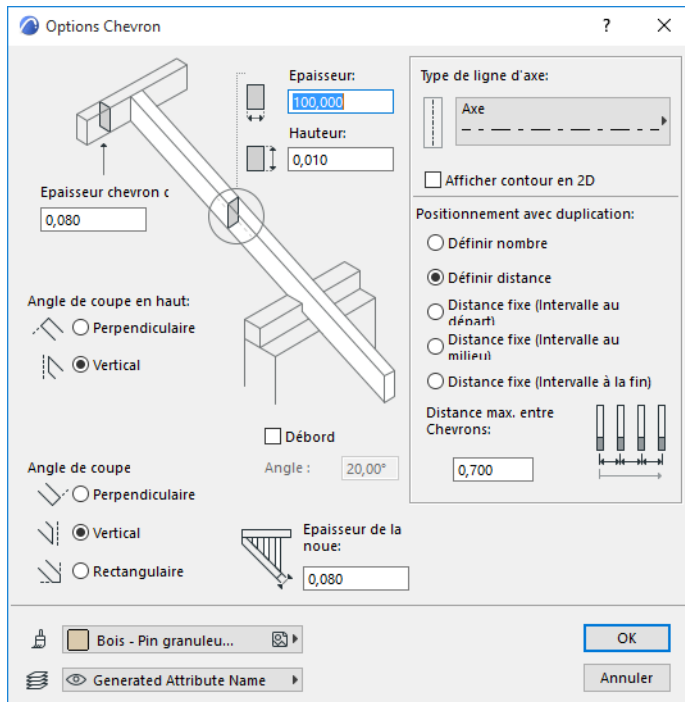 Options Chevron
?
Epaisseur:
100,000
Hauteur:
0,010
Epaisseur chevron c
0,080
Angle de coupe en haut:
Perpendiculaire
Vertical
Débord
Angle :
20,00°
Angle de coupe
Perpendiculaire
Vertical
Rectangulaire
Epaisseur de la
noue:
0,080
Type de ligne d'axe:
Axe
Afficher contour en 2D
Positionnement avec duplication:
Définir nombre
Définir distance
Distance fixe (Intervalle au
départ)
Distance fixe (Intervalle au
milieu)
Distance fixe (Intervalle à la fin)
Distance max. entre
Chevrons:
0,700
Bois - Pin granuleu...
Generated Attribute Name
OK
Annuler